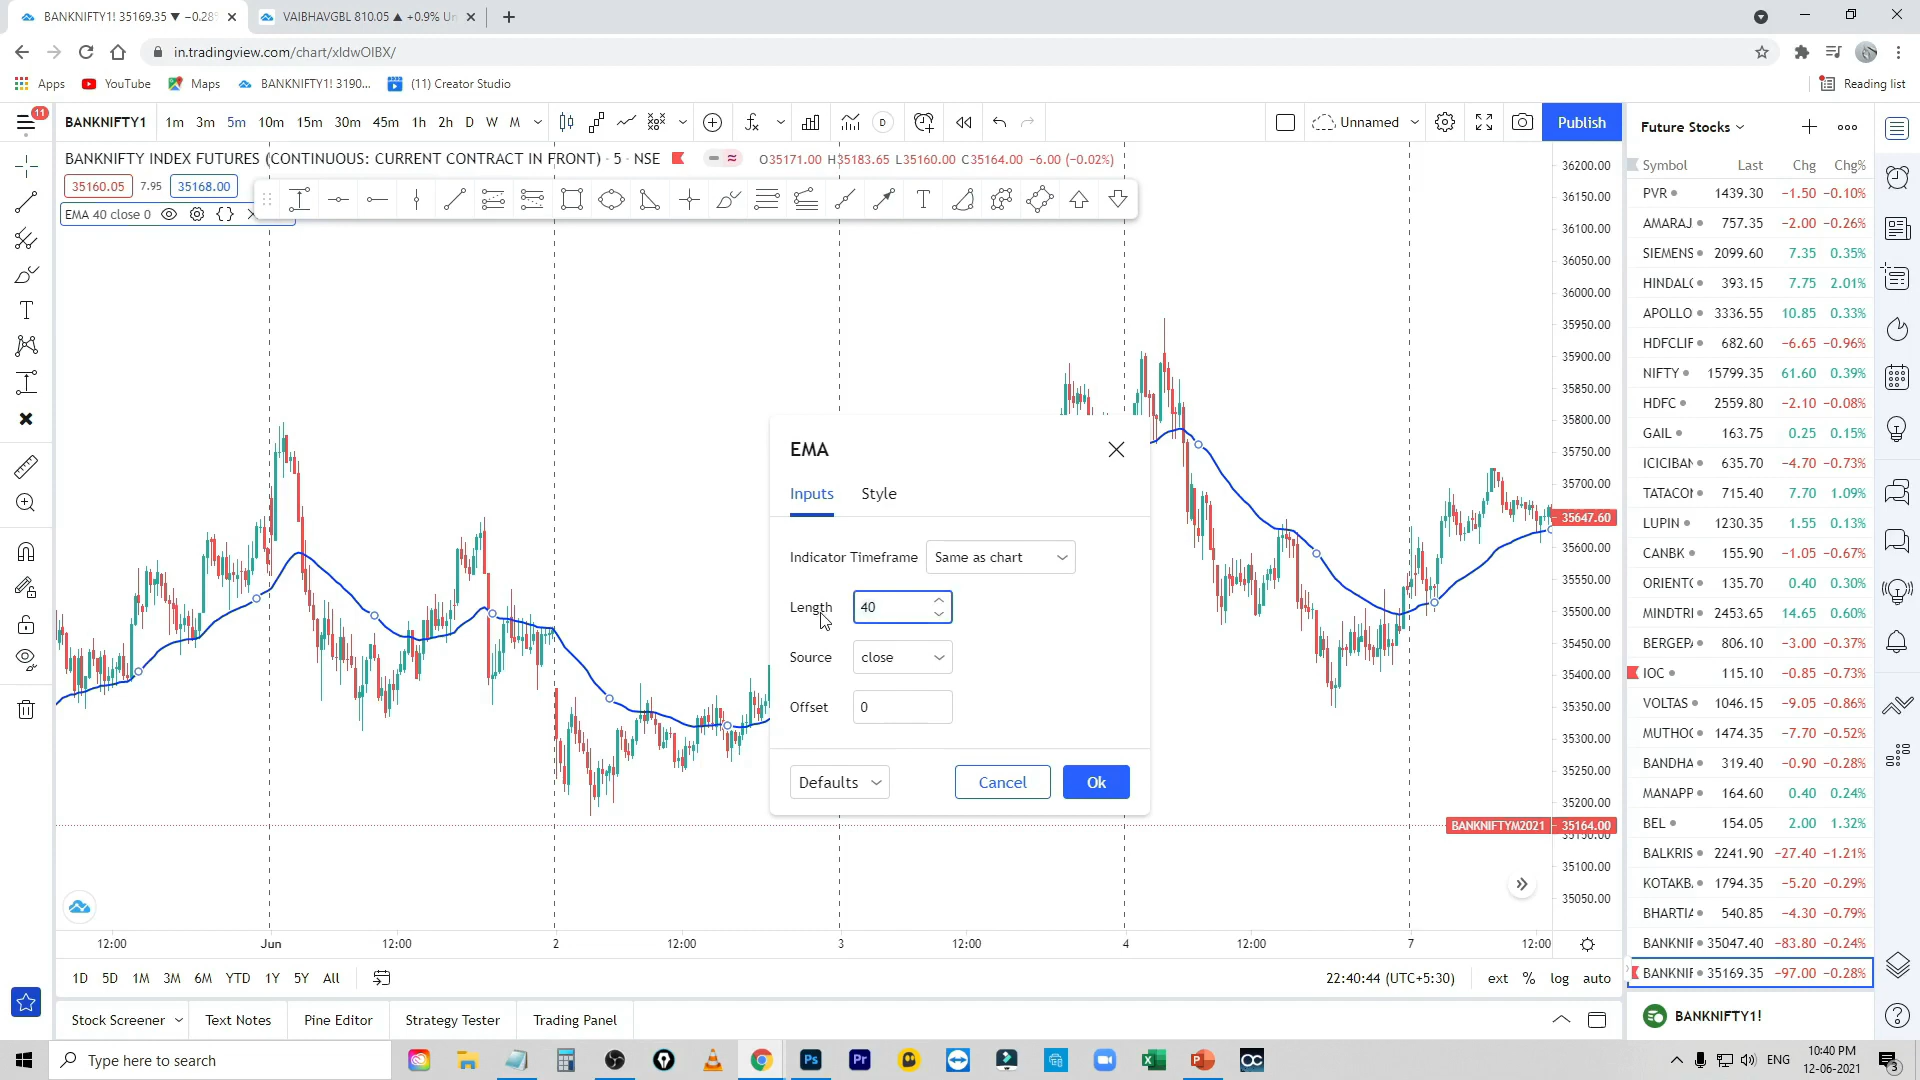 BANKNIFTY1! 35169.35 ▼ −0.28%
VAIBHAVGBL 810.05 ▲ +0.9% Un
in.tradingview.com/chart/xIdwOIBX/
Apps YouTube Maps BANKNIFTY1! 3190... (11) Creator Studio Reading list
11
BANKNIFTY1 1m 3m 5m 10m 15m 30m 45m 1h 2h D W M D Unnamed Publish
BANKNIFTY INDEX FUTURES (CONTINUOUS: CURRENT CONTRACT IN FRONT) · 5 · NSE O35171.00 H35183.65 L35160.00 C35164.00 −6.00 (−0.02%)
35160.05 7.95 35168.00
EMA 40 close 0
EMA
Inputs Style
Indicator Timeframe Same as chart
Length 40
Source close
Offset 0
Defaults Cancel Ok
36200.00
36150.00
36100.00
36050.00
36000.00
35950.00
35900.00
35850.00
35800.00
35750.00
35700.00
35647.60
35600.00
35550.00
35500.00
35450.00
35400.00
35350.00
35300.00
35250.00
35200.00
BANKNIFTYM2021 35164.00
35150.00
35100.00
35050.00
12:00 Jun 12:00 2 12:00 3 12:00 4 12:00 7 12:00
1D 5D 1M 3M 6M YTD 1Y 5Y All 22:40:44 (UTC+5:30) ext % log auto
Stock Screener Text Notes Pine Editor Strategy Tester Trading Panel
Future Stocks
Symbol Last Chg Chg%
PVR 1439.30 −1.50 −0.10%
AMARAJ 757.35 −2.00 −0.26%
SIEMENS 2099.60 7.35 0.35%
HINDALC 393.15 7.75 2.01%
APOLLO 3336.55 10.85 0.33%
HDFCLIF 682.60 −6.65 −0.96%
NIFTY 15799.35 61.60 0.39%
HDFC 2559.80 −2.10 −0.08%
GAIL 163.75 0.25 0.15%
ICICIBAN 635.70 −4.70 −0.73%
TATACON 715.40 7.70 1.09%
LUPIN 1230.35 1.55 0.13%
CANBK 155.90 −1.05 −0.67%
ORIENTC 135.70 0.40 0.30%
MINDTRI 2453.65 14.65 0.60%
BERGEPA 806.10 −3.00 −0.37%
IOC 115.10 −0.85 −0.73%
VOLTAS 1046.15 −9.05 −0.86%
MUTHOO 1474.35 −7.70 −0.52%
BANDHA 319.40 −0.90 −0.28%
MANAPP 164.60 0.40 0.24%
BEL 154.05 2.00 1.32%
BALKRIS 2241.90 −27.40 −1.21%
KOTAKB 1794.35 −5.20 −0.29%
BHARTIA 540.85 −4.30 −0.79%
BANKNIF 35047.40 −83.80 −0.24%
BANKNIF 35169.35 −97.00 −0.28%
BANKNIFTY1!
Type here to search
ENG 10:40 PM
12-06-2021
3